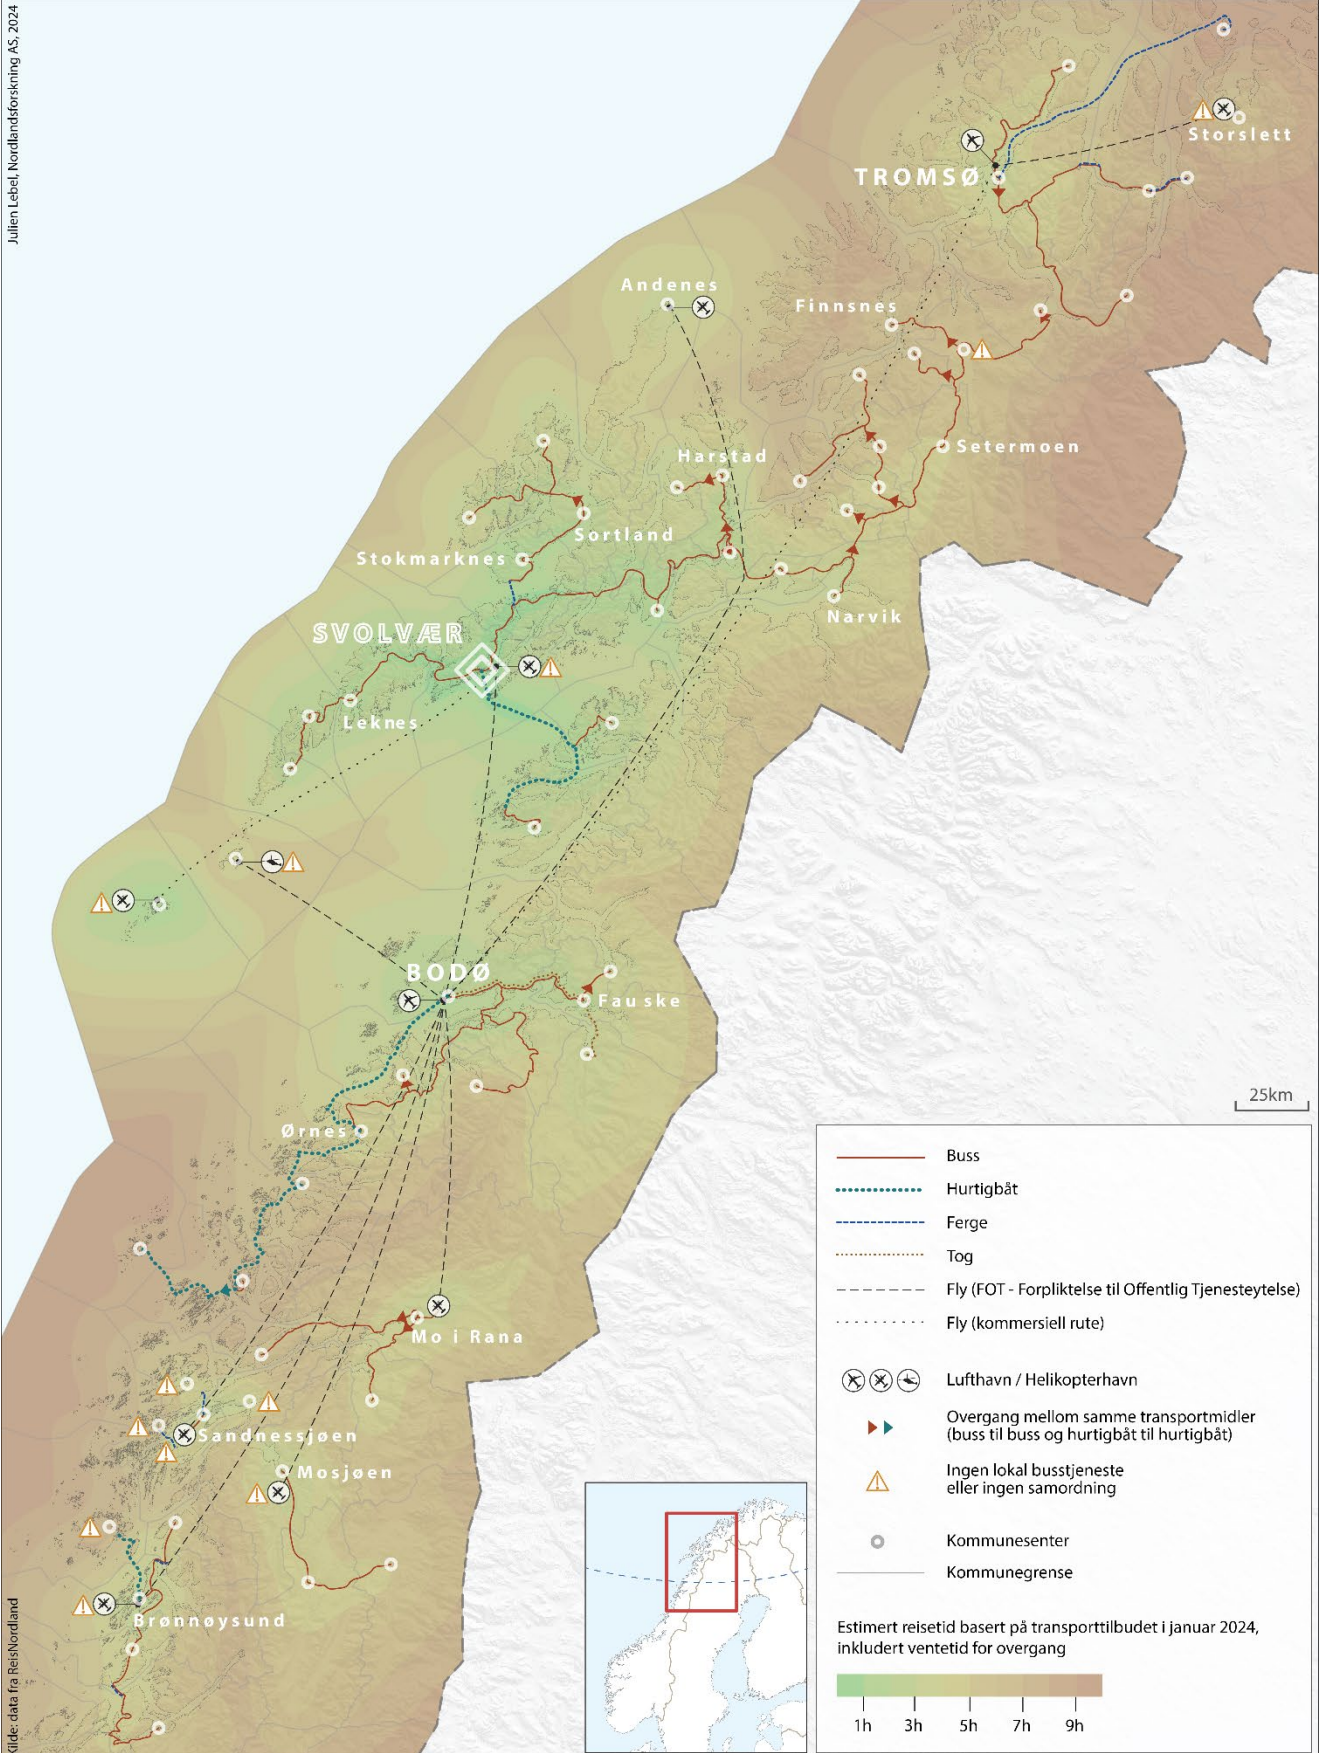 Julien Lebel, Nordlandsforskning AS, 2024
Storslett
TROMSØ
Andenes
Finnsnes
Harstad
Setermoen
Sortland
Stokmarknes
Narvik
SVOLVÆR
Leknes
BODØ
Fauske
25km
Ørnes
Mo i Rana
Sandnessjøen
Mosjøen
Brønnøysund
Kilde: data fra ReisNordland
Buss
Hurtigbåt
Ferge
Tog
Fly (FOT - Forpliktelse til Offentlig Tjenesteytelse)
Fly (kommersiell rute)
Lufthavn / Helikopterhavn
Overgang mellom samme transportmidler
(buss til buss og hurtigbåt til hurtigbåt)
Ingen lokal busstjeneste
eller ingen samordning
Kommunesenter
Kommunegrense
Estimert reisetid basert på transporttilbudet i januar 2024,
inkludert ventetid for overgang
1h 3h 5h 7h 9h